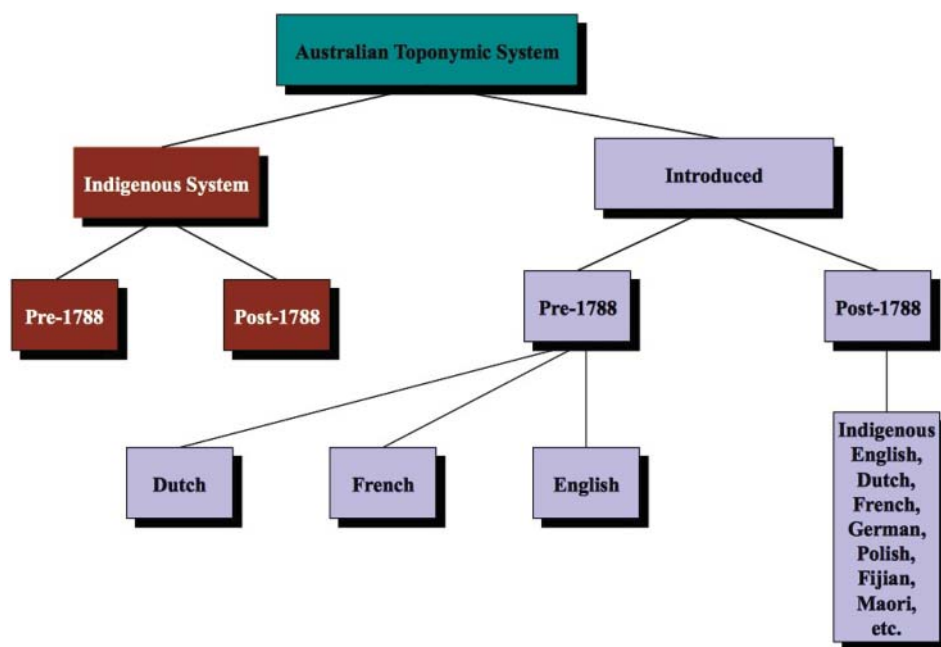 Australian Toponymic System
Indigenous System
Introduced
Pre-1788
Post-1788
Pre-1788
Post-1788
Dutch
French
English
Indigenous
English,
Dutch,
French,
German,
Polish,
Fijian,
Maori,
etc.